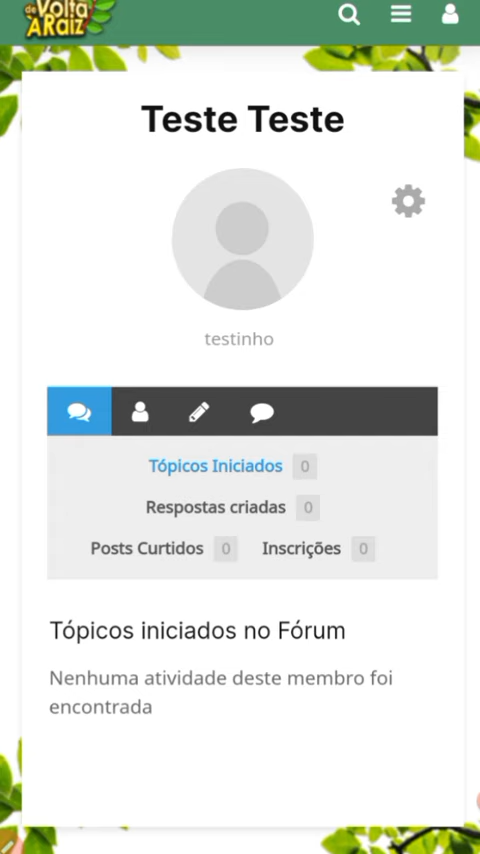 de Volta
À Raiz
Teste Teste
testinho
Tópicos Iniciados 0
Respostas criadas 0
Posts Curtidos 0 Inscrições 0
Tópicos iniciados no Fórum
Nenhuma atividade deste membro foi
encontrada